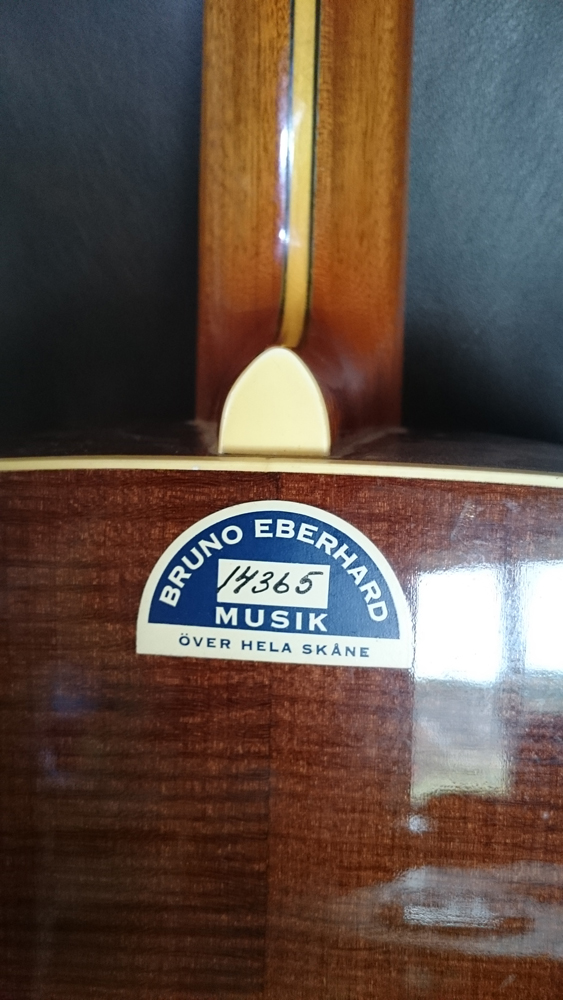 BRUNO EBERHARD
14365
MUSIK
ÖVER HELA SKÅNE